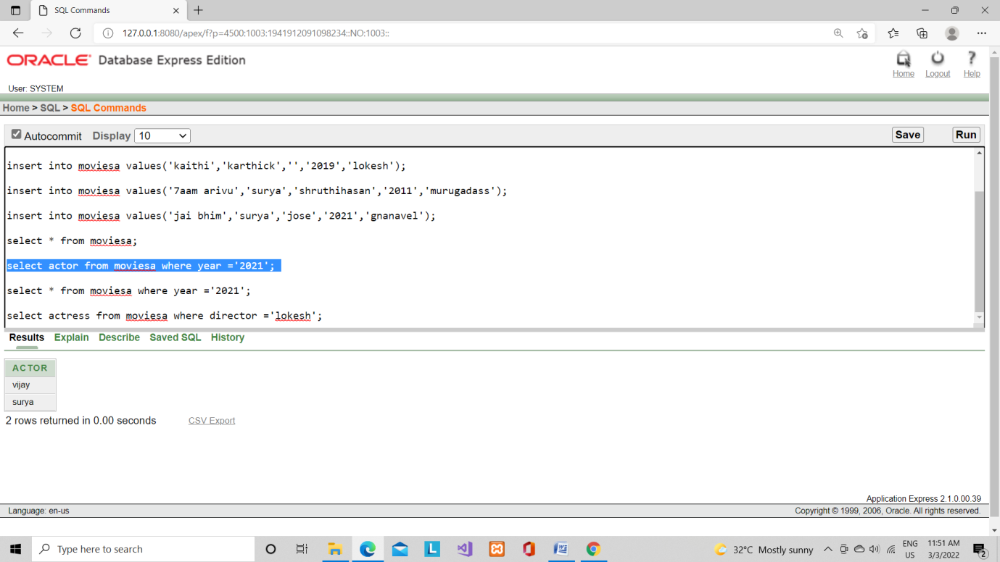 SQL Commands
127.0.0.1:8080/apex/f?p=4500:1003:1941912091098234::NO:1003::
ORACLE Database Express Edition
Home Logout Help
User: SYSTEM
Home > SQL > SQL Commands
Autocommit Display 10 Save Run
insert into moviesa values('kaithi','karthick','','2019','lokesh');
insert into moviesa values('7aam arivu','surya','shruthihasan','2011','murugadass');
insert into moviesa values('jai bhim','surya','jose','2021','gnanavel');
select * from moviesa;
select actor from moviesa where year ='2021';
select * from moviesa where year ='2021';
select actress from moviesa where director ='lokesh';
Results Explain Describe Saved SQL History
ACTOR
vijay
surya
2 rows returned in 0.00 seconds CSV Export
Application Express 2.1.0.00.39
Language: en-us Copyright © 1999, 2006, Oracle. All rights reserved.
Type here to search 32°C Mostly sunny ENG 11:51 AM
US 3/3/2022 2